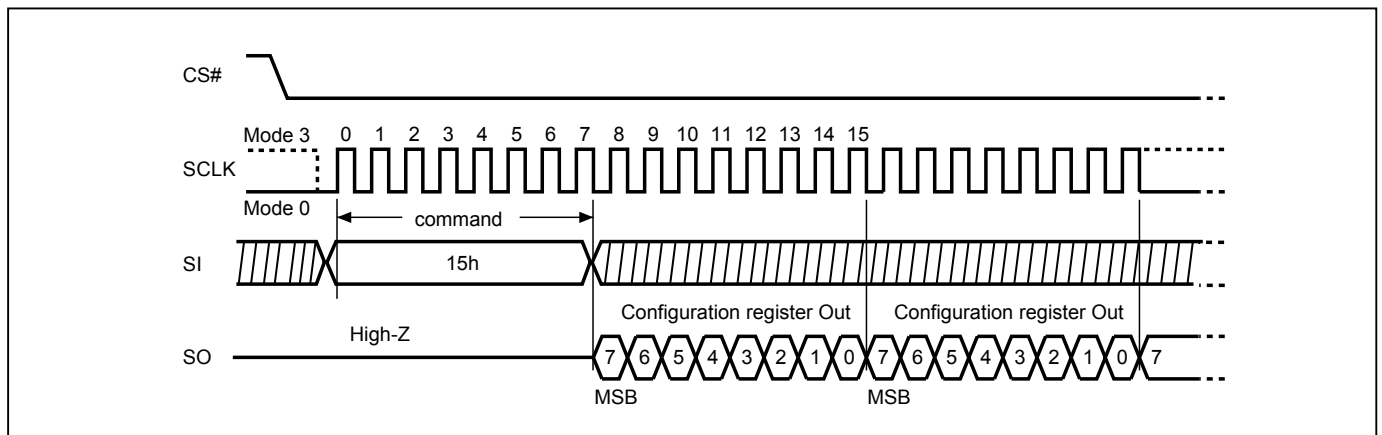 CS#
Mode 3 0 1 2 3 4 5 6 7 8 9 10 11 12 13 14 15
SCLK
Mode 0
command
SI 15h
Configuration register Out Configuration register Out
High-Z
SO 7 6 5 4 3 2 1 0 7 6 5 4 3 2 1 0 7
MSB MSB